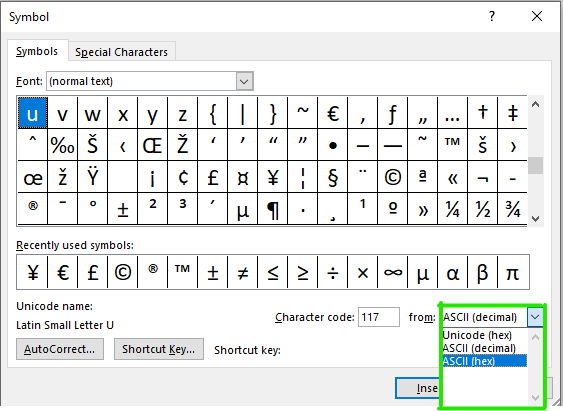 Symbol ? ×
Symbols Special Characters
Font: (normal text)
u v w x y z { | } ~ € ‚ ƒ „ … † ‡
ˆ ‰ Š ‹ Œ Ž ‘ ’ “ ” • – — ˜ ™ š ›
œ ž Ÿ ¡ ¢ £ ¤ ¥ ¦ § ¨ © ª « ¬ -
® ¯ ° ± ² ³ ´ µ ¶ · ¸ ¹ º » ¼ ½ ¾
Recently used symbols:
¥ € £ © ® ™ ± ≠ ≤ ≥ ÷ × ∞ µ α β π
Unicode name:
Latin Small Letter U
Character code: 117 from: ASCII (decimal)
Unicode (hex)
ASCII (decimal)
ASCII (hex)
AutoCorrect... Shortcut Key... Shortcut key:
Inse